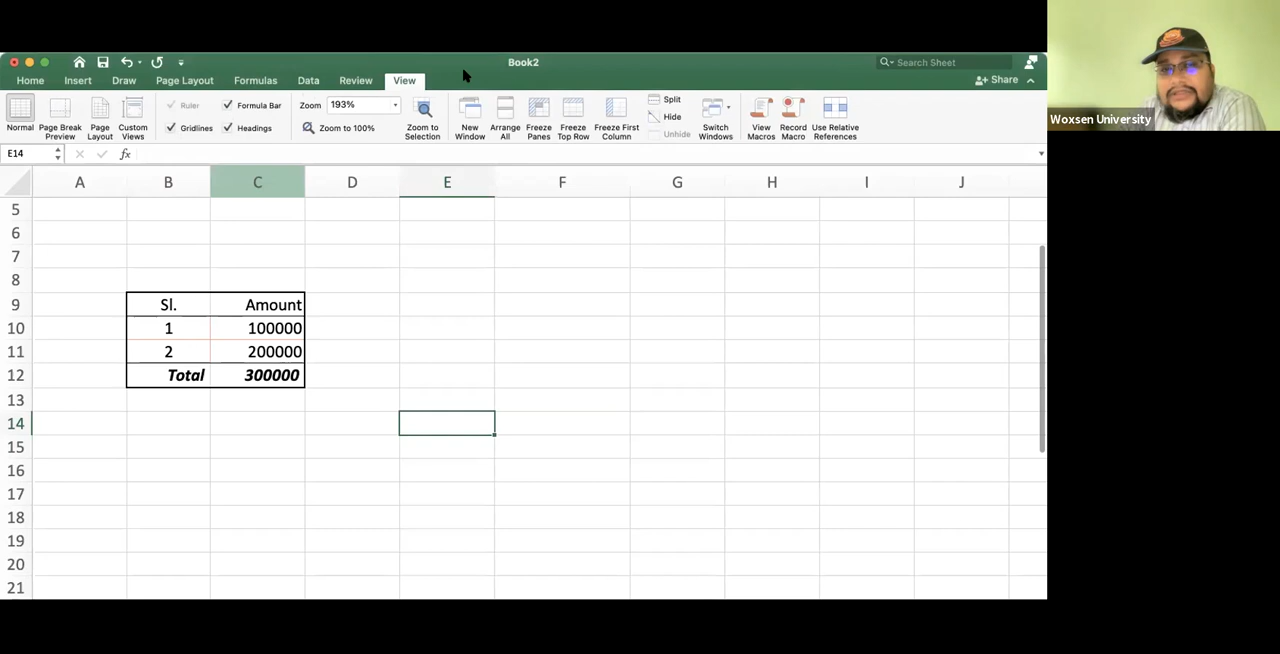 Book2
Search Sheet
Home Insert Draw Page Layout Formulas Data Review View
Share
Normal Page Break Preview Page Layout Custom Views
Ruler Formula Bar
Gridlines Headings
Zoom 193%
Zoom to 100%
Zoom to Selection
New Window Arrange All Freeze Panes Freeze Top Row Freeze First Column
Split
Hide
Unhide
Switch Windows View Macros Record Macro Use Relative References
Woxsen University
E14 fx
A B C D E F G H I J
5
6
7
8
9 Sl. Amount
10 1 100000
11 2 200000
12 Total 300000
13
14
15
16
17
18
19
20
21